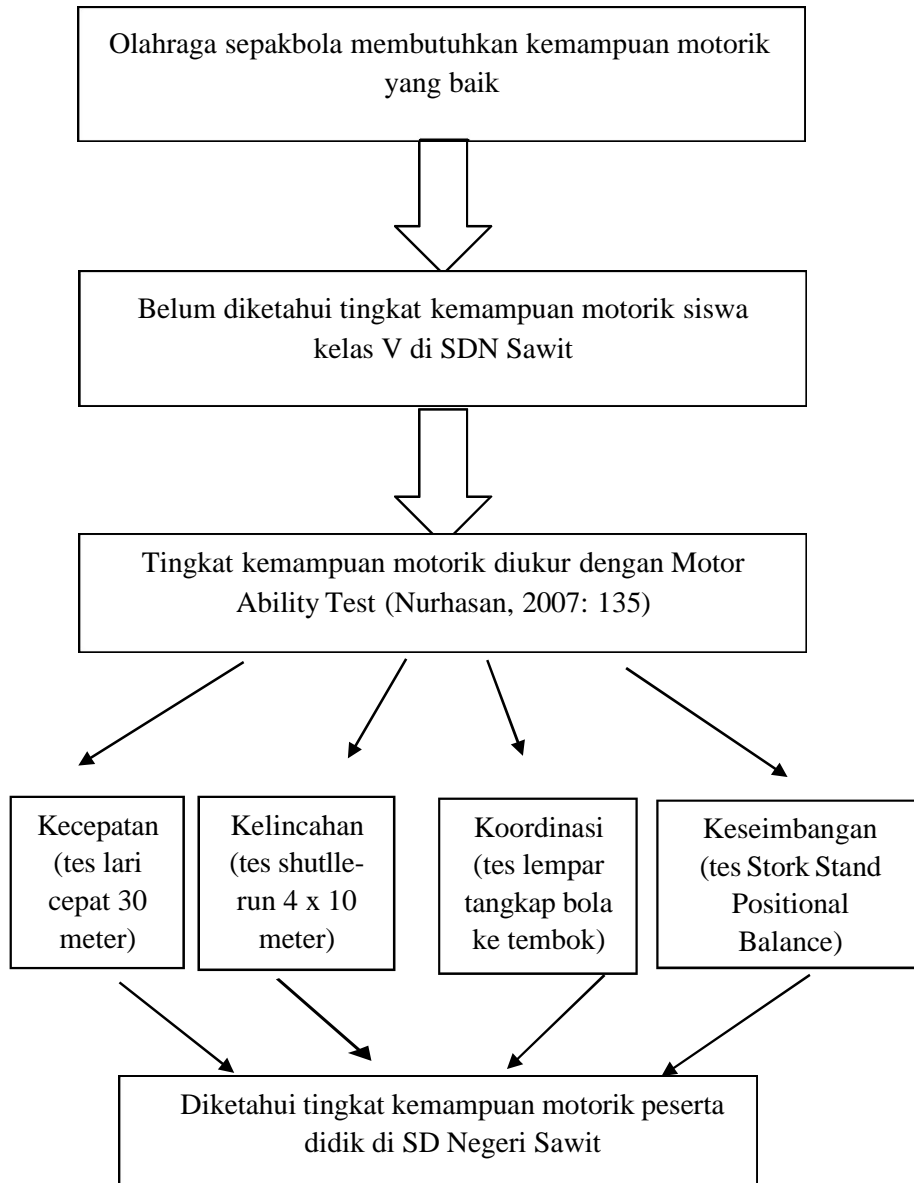 Olahraga sepakbola membutuhkan kemampuan motorik
yang baik
Belum diketahui tingkat kemampuan motorik siswa
kelas V di SDN Sawit
Tingkat kemampuan motorik diukur dengan Motor
Ability Test (Nurhasan, 2007: 135)
Kecepatan
(tes lari
cepat 30
meter)
Kelincahan
(tes shutlle-
run 4 x 10
meter)
Koordinasi
(tes lempar
tangkap bola
ke tembok)
Keseimbangan
(tes Stork Stand
Positional
Balance)
Diketahui tingkat kemampuan motorik peserta
didik di SD Negeri Sawit